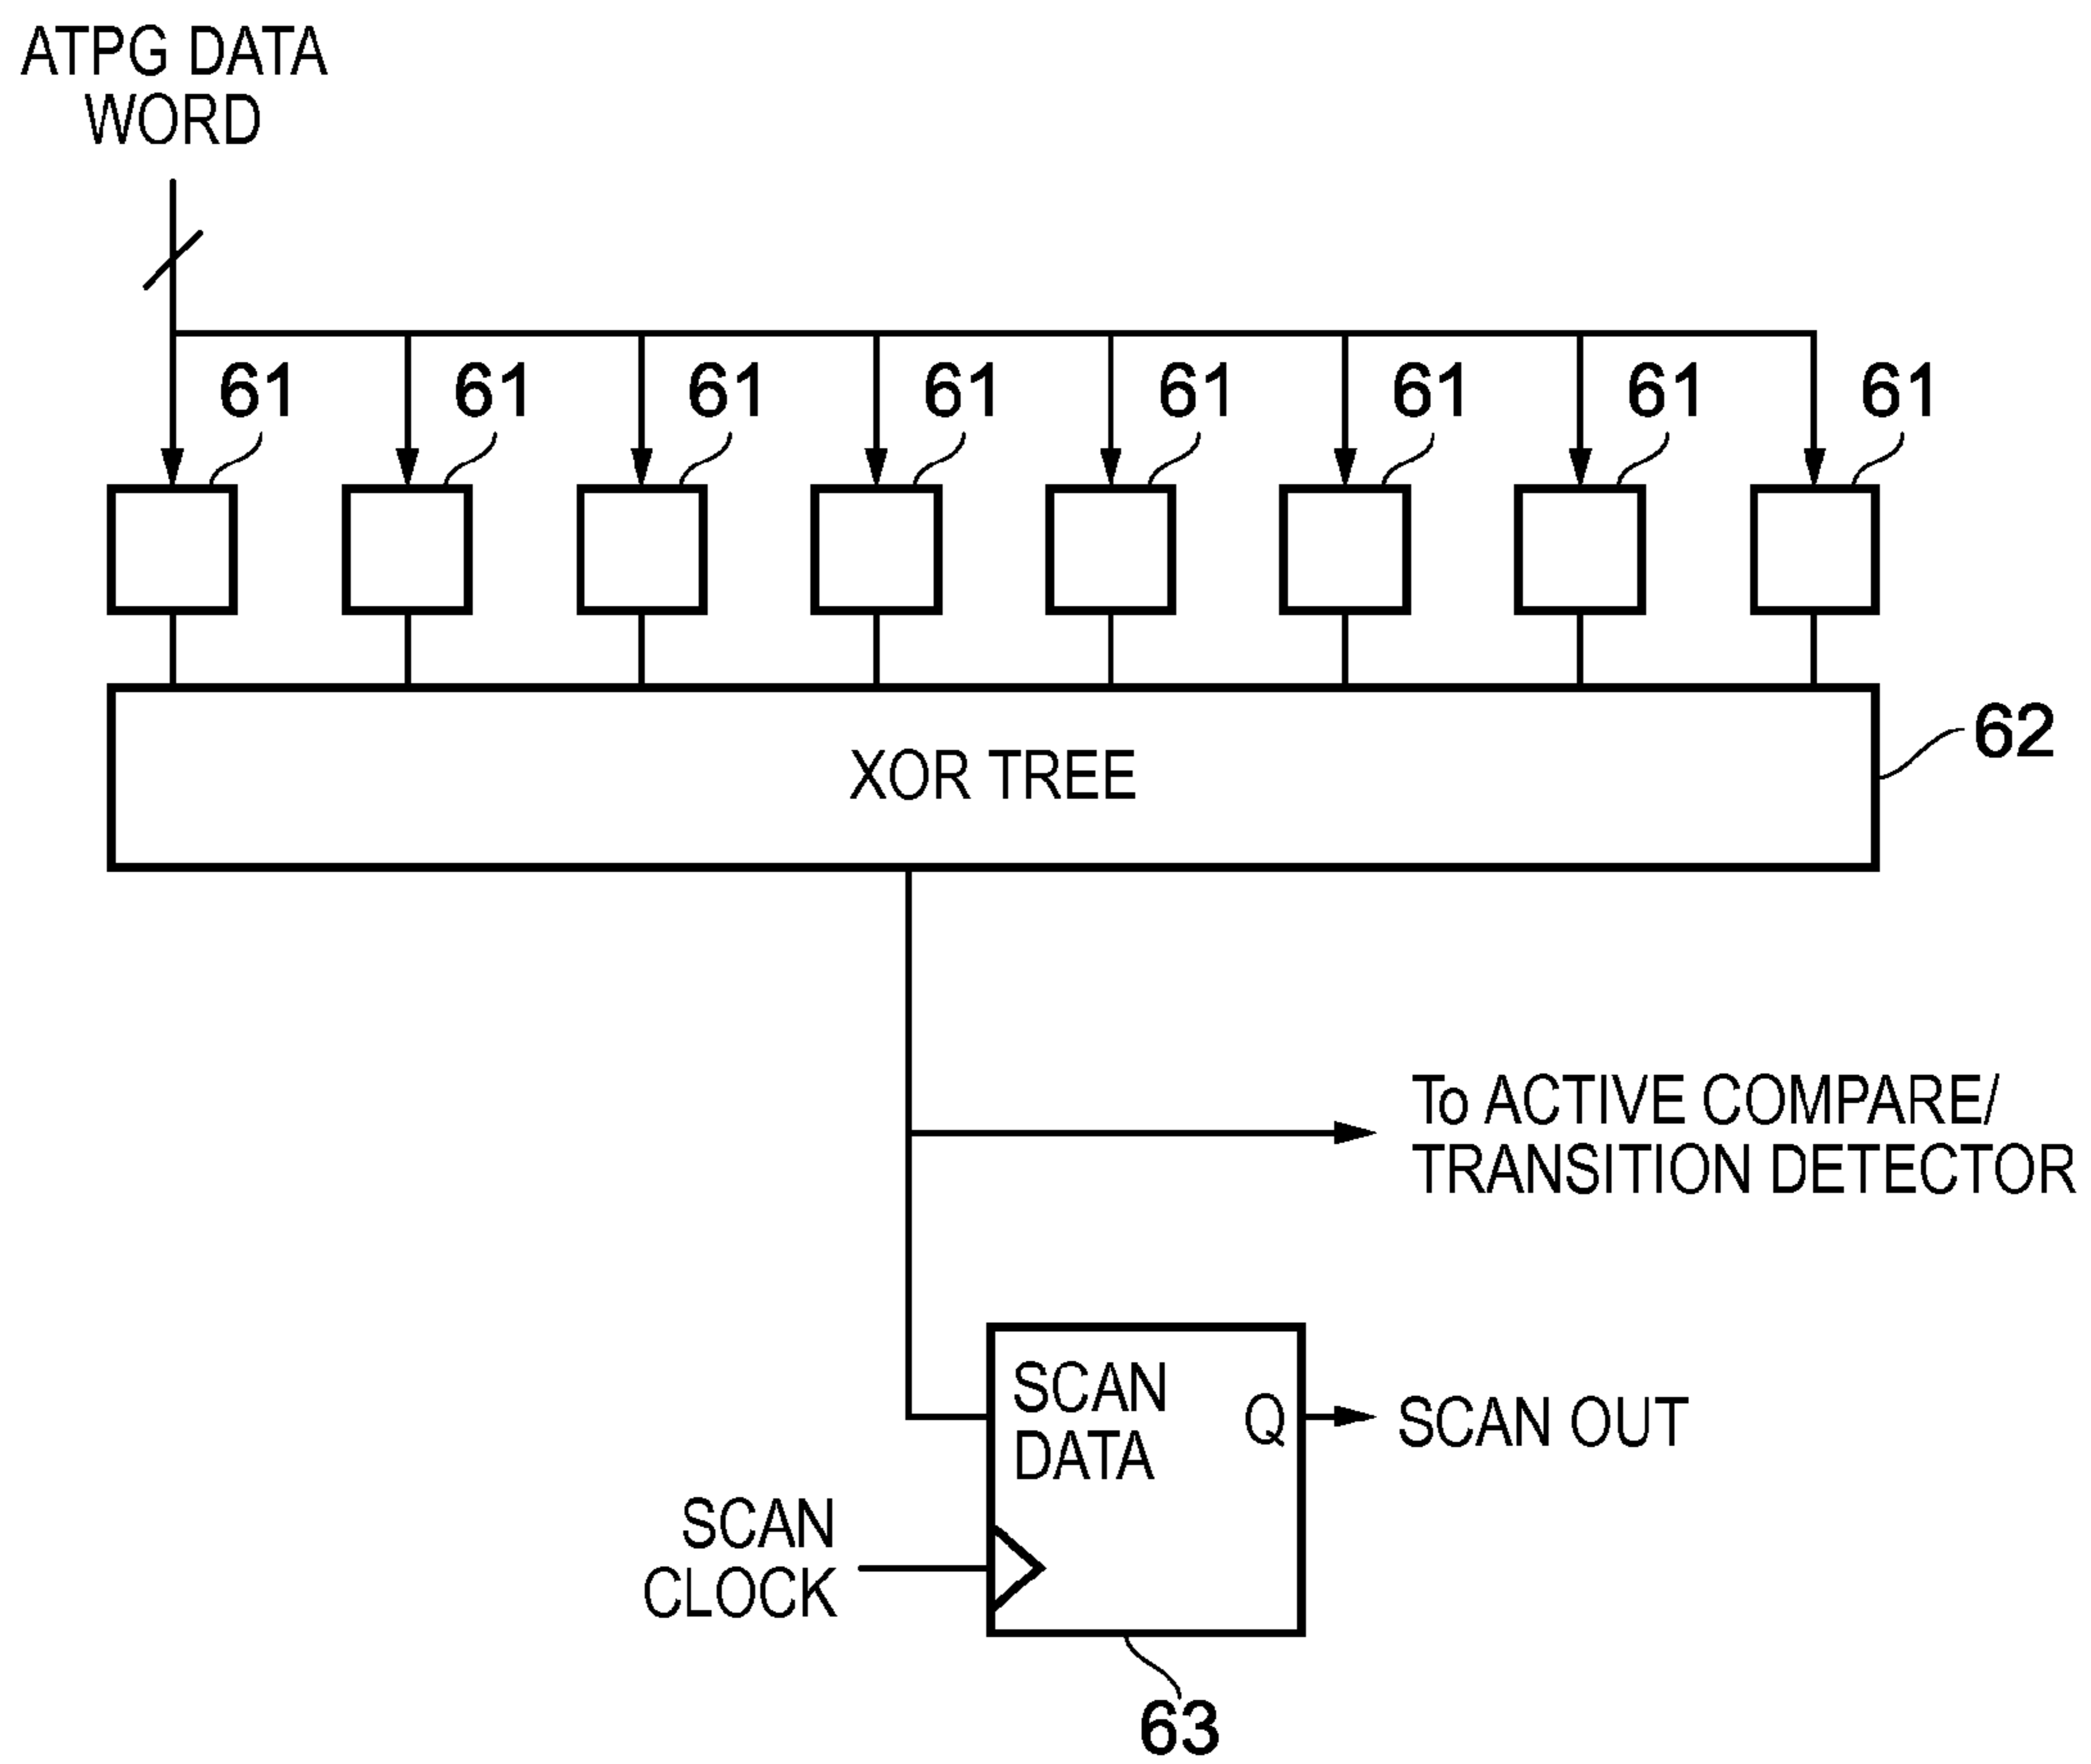 ATPG DATA
WORD
61 61 61 61 61 61 61 61
XOR TREE
62
To ACTIVE COMPARE/
TRANSITION DETECTOR
SCAN
DATA
Q
SCAN OUT
SCAN
CLOCK
63